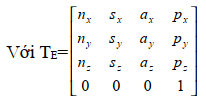 Với T_E= [ n_x s_x a_x p_x
n_y s_y a_y p_y
n_z s_z a_z p_z
0 0 0 1 ]